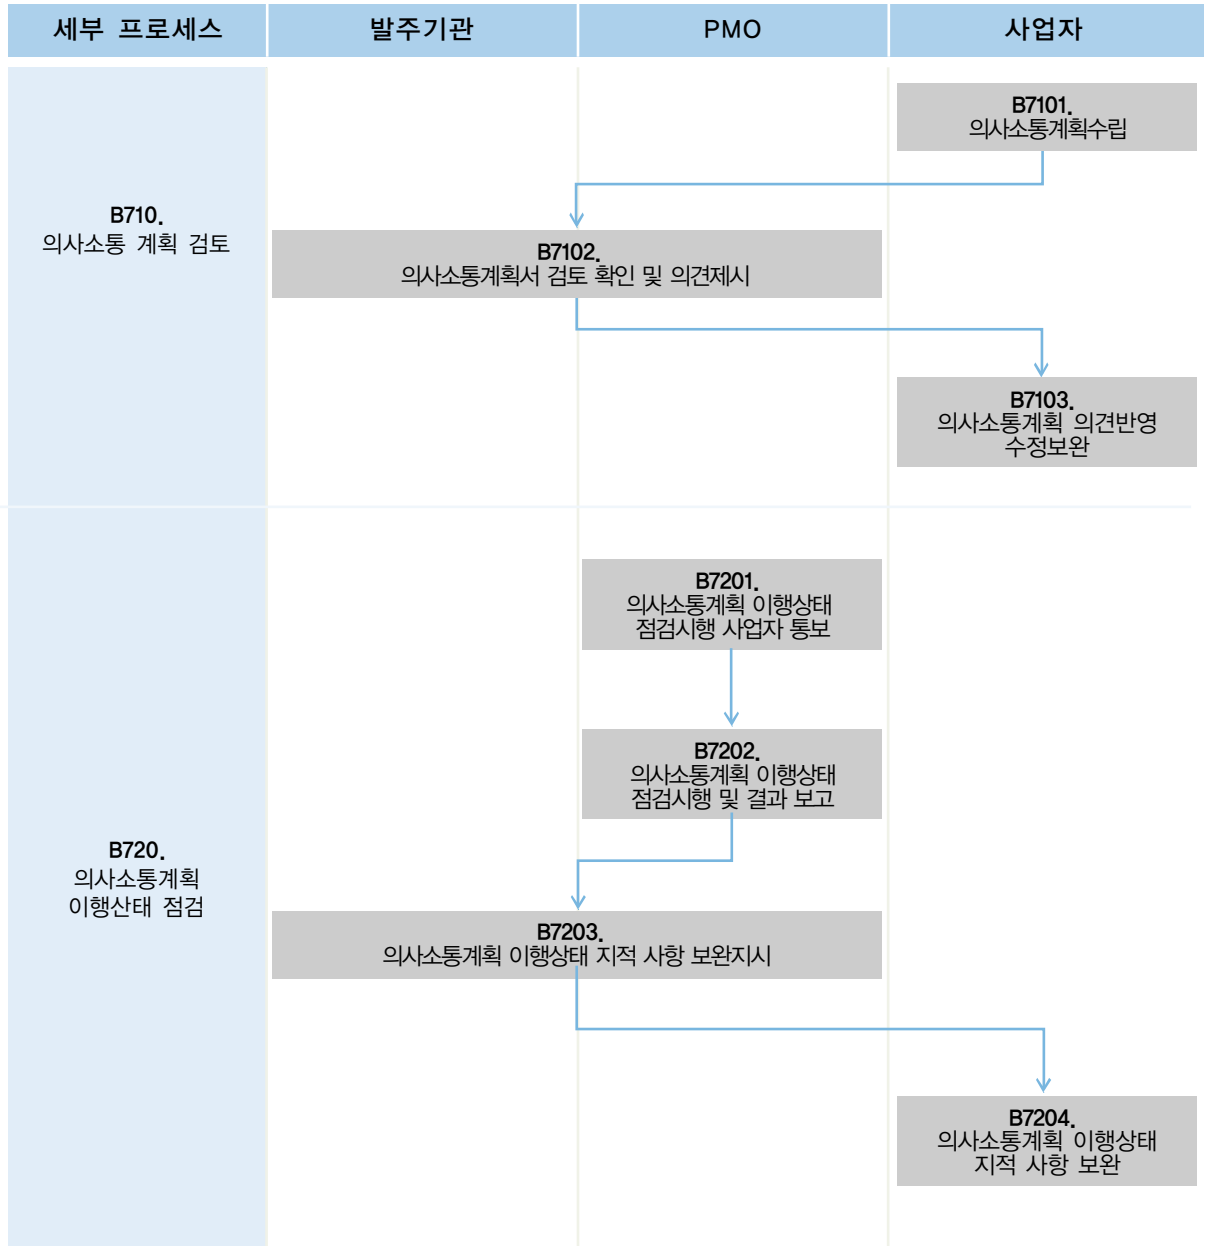 세부 프로세스
발주기관
PMO
사업자
B710.
의사소통 계획 검토
B7101.
의사소통계획수립
B7102.
의사소통계획서 검토 확인 및 의견제시
B7103.
의사소통계획 의견반영
수정보완
B720.
의사소통계획
이행산태 점검
B7201.
의사소통계획 이행상태
점검시행 사업자 통보
B7202.
의사소통계획 이행상태
점검시행 및 결과 보고
B7203.
의사소통계획 이행상태 지적 사항 보완지시
B7204.
의사소통계획 이행상태
지적 사항 보완